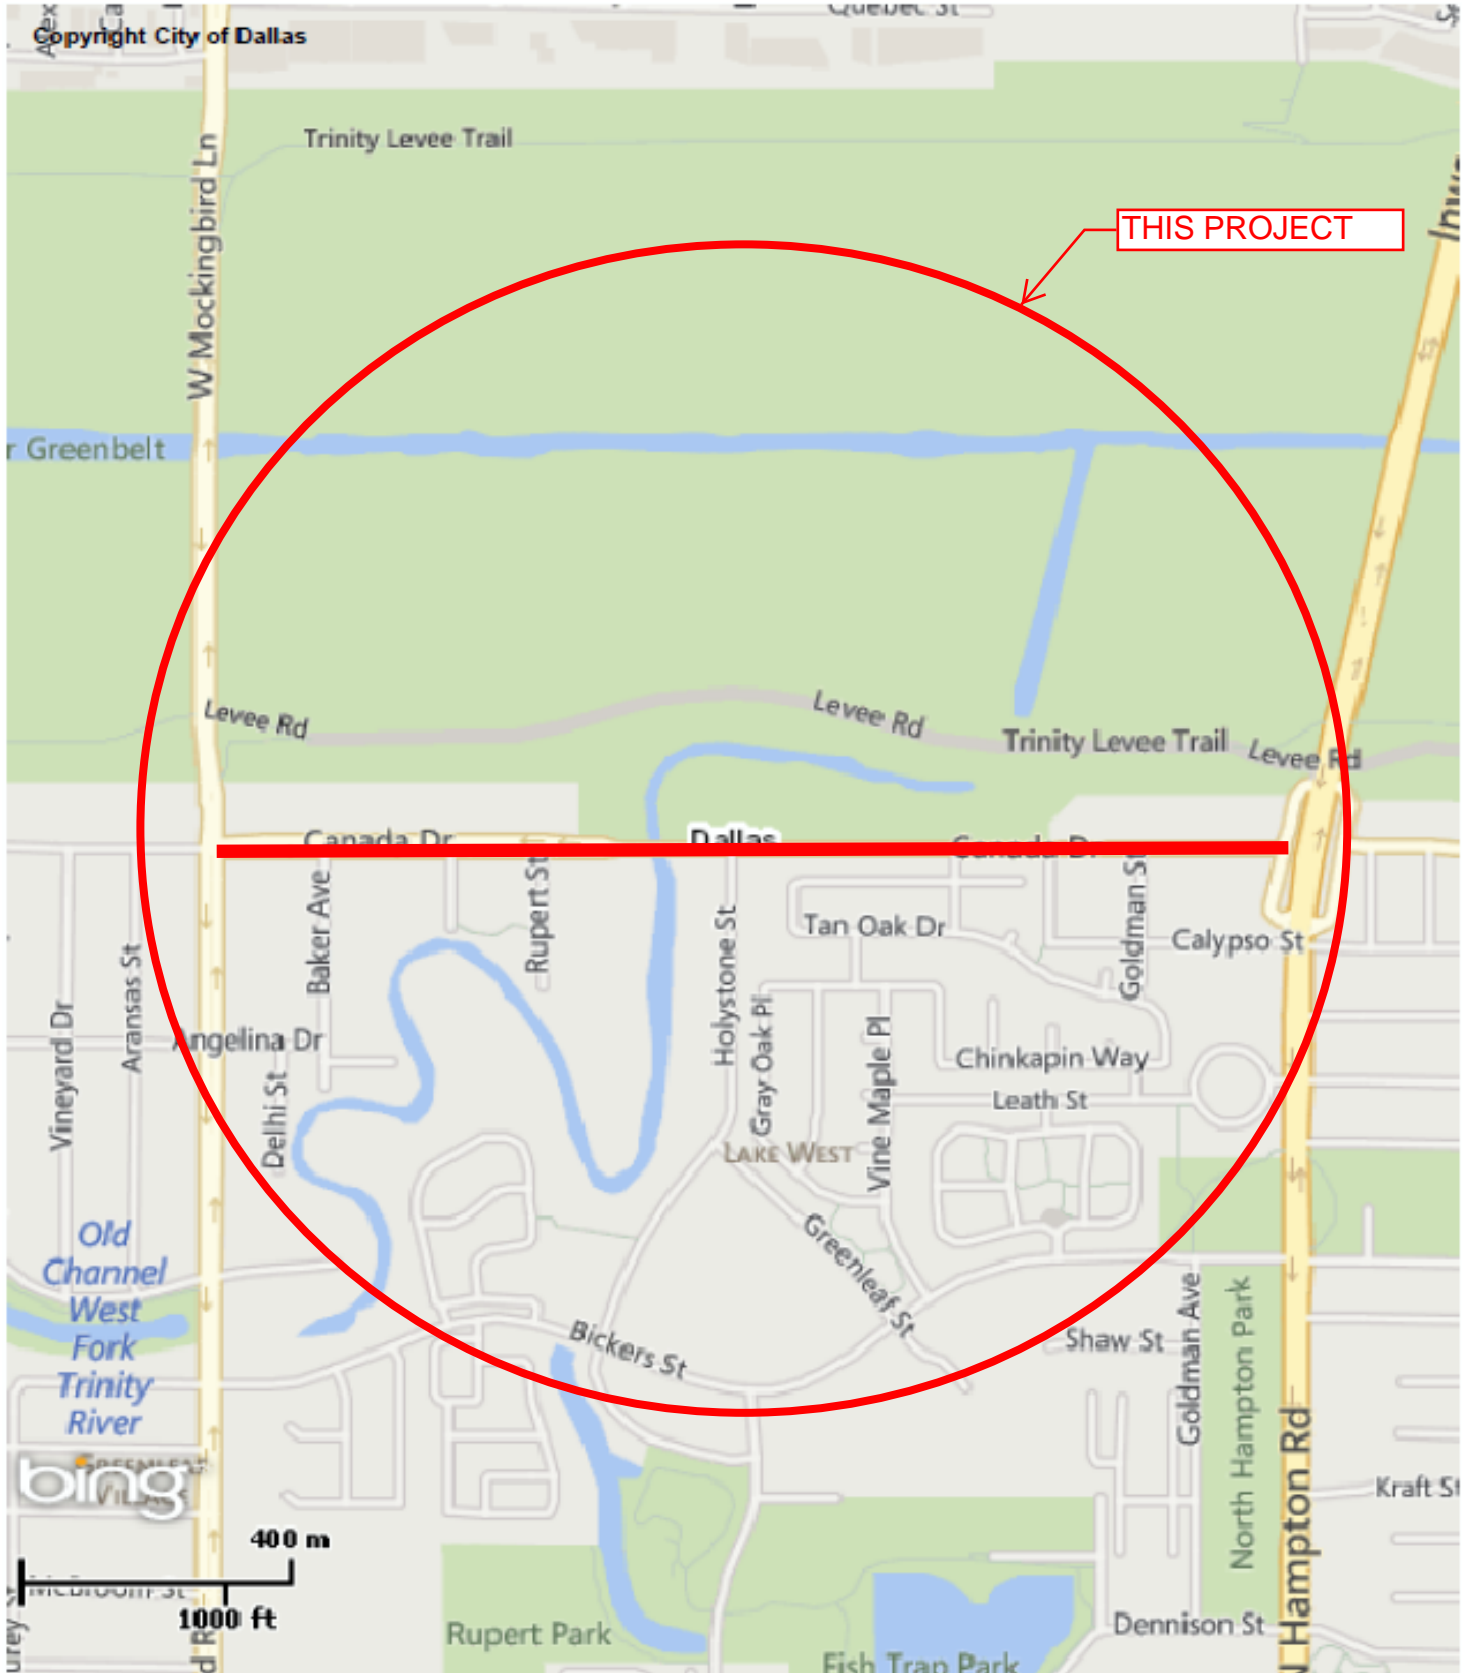 Quebec St
Copyright City of Dallas
Trinity Levee Trail
W Mockingbird Ln
THIS PROJECT
r Greenbelt
Levee Rd
Levee Rd
Trinity Levee Trail
Levee Rd
Canada Dr
Dallas
Canada Dr
Baker Ave
Rupert St
Holystone St
Tan Oak Dr
Goldman St
Calypso St
Aransas St
Vineyard Dr
Angelina Dr
Delhi St
Gray Oak Pl
Vine Maple Pl
Chinkapin Way
Leath St
LAKE WEST
Old
Channel
West
Fork
Trinity
River
Greenleaf St
Bickers St
Shaw St
Goldman Ave
North Hampton Park
N Hampton Rd
GREENLEAF
VILLAGE
bing
Kraft St
400 m
McBroom St
1000 ft
Rupert Park
Dennison St
Fish Trap Park